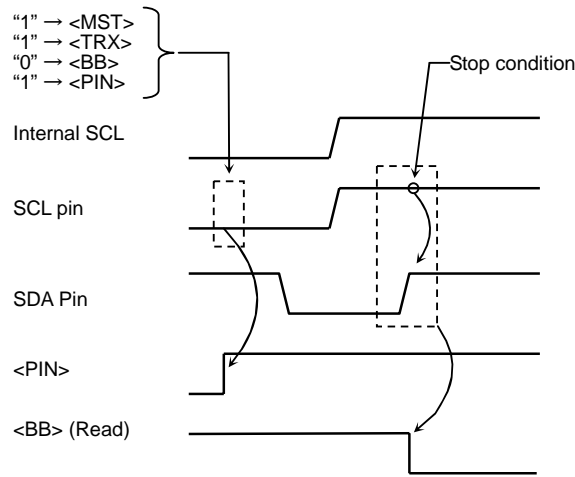 “1” → <MST>
“1” → <TRX>
“0” → <BB>
“1” → <PIN>
Stop condition
Internal SCL
SCL pin
SDA Pin
<PIN>
<BB> (Read)